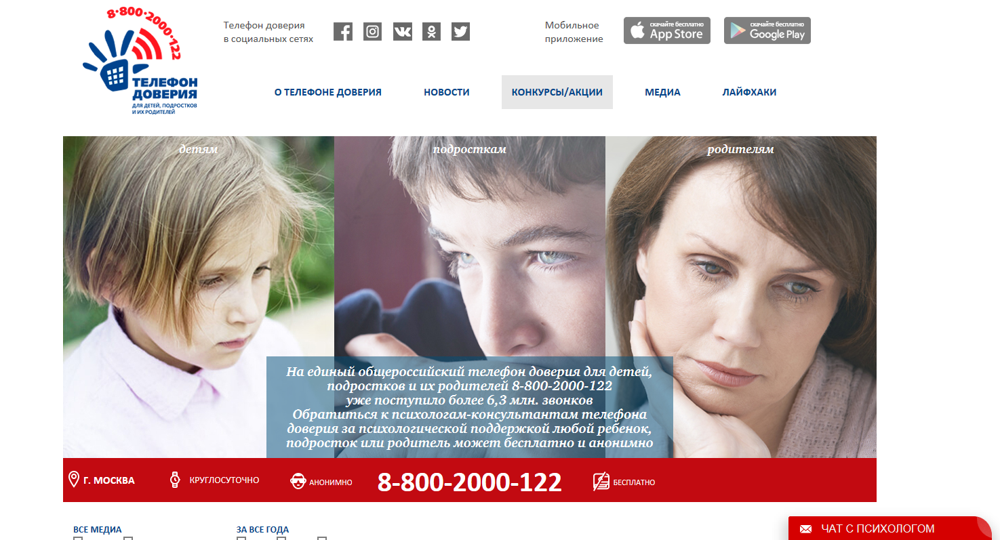 8-800-2000-122
ТЕЛЕФОН
ДОВЕРИЯ
ДЛЯ ДЕТЕЙ, ПОДРОСТКОВ
И ИХ РОДИТЕЛЕЙ
Телефон доверия
в социальных сетях
Мобильное
приложение
скачайте бесплатно
App Store
скачайте бесплатно
Google Play
О ТЕЛЕФОНЕ ДОВЕРИЯ
НОВОСТИ
КОНКУРСЫ/АКЦИИ
МЕДИА
ЛАЙФХАКИ
детям
подросткам
родителям
На единый общероссийский телефон доверия для детей,
подростков и их родителей 8-800-2000-122
уже поступило более 6,3 млн. звонков
Обратиться к психологам-консультантам телефона
доверия за психологической поддержкой любой ребенок,
подросток или родитель может бесплатно и анонимно
Г. МОСКВА
КРУГЛОСУТОЧНО
АНОНИМНО
8-800-2000-122
БЕСПЛАТНО
ВСЕ МЕДИА
ЗА ВСЕ ГОДА
ЧАТ С ПСИХОЛОГОМ